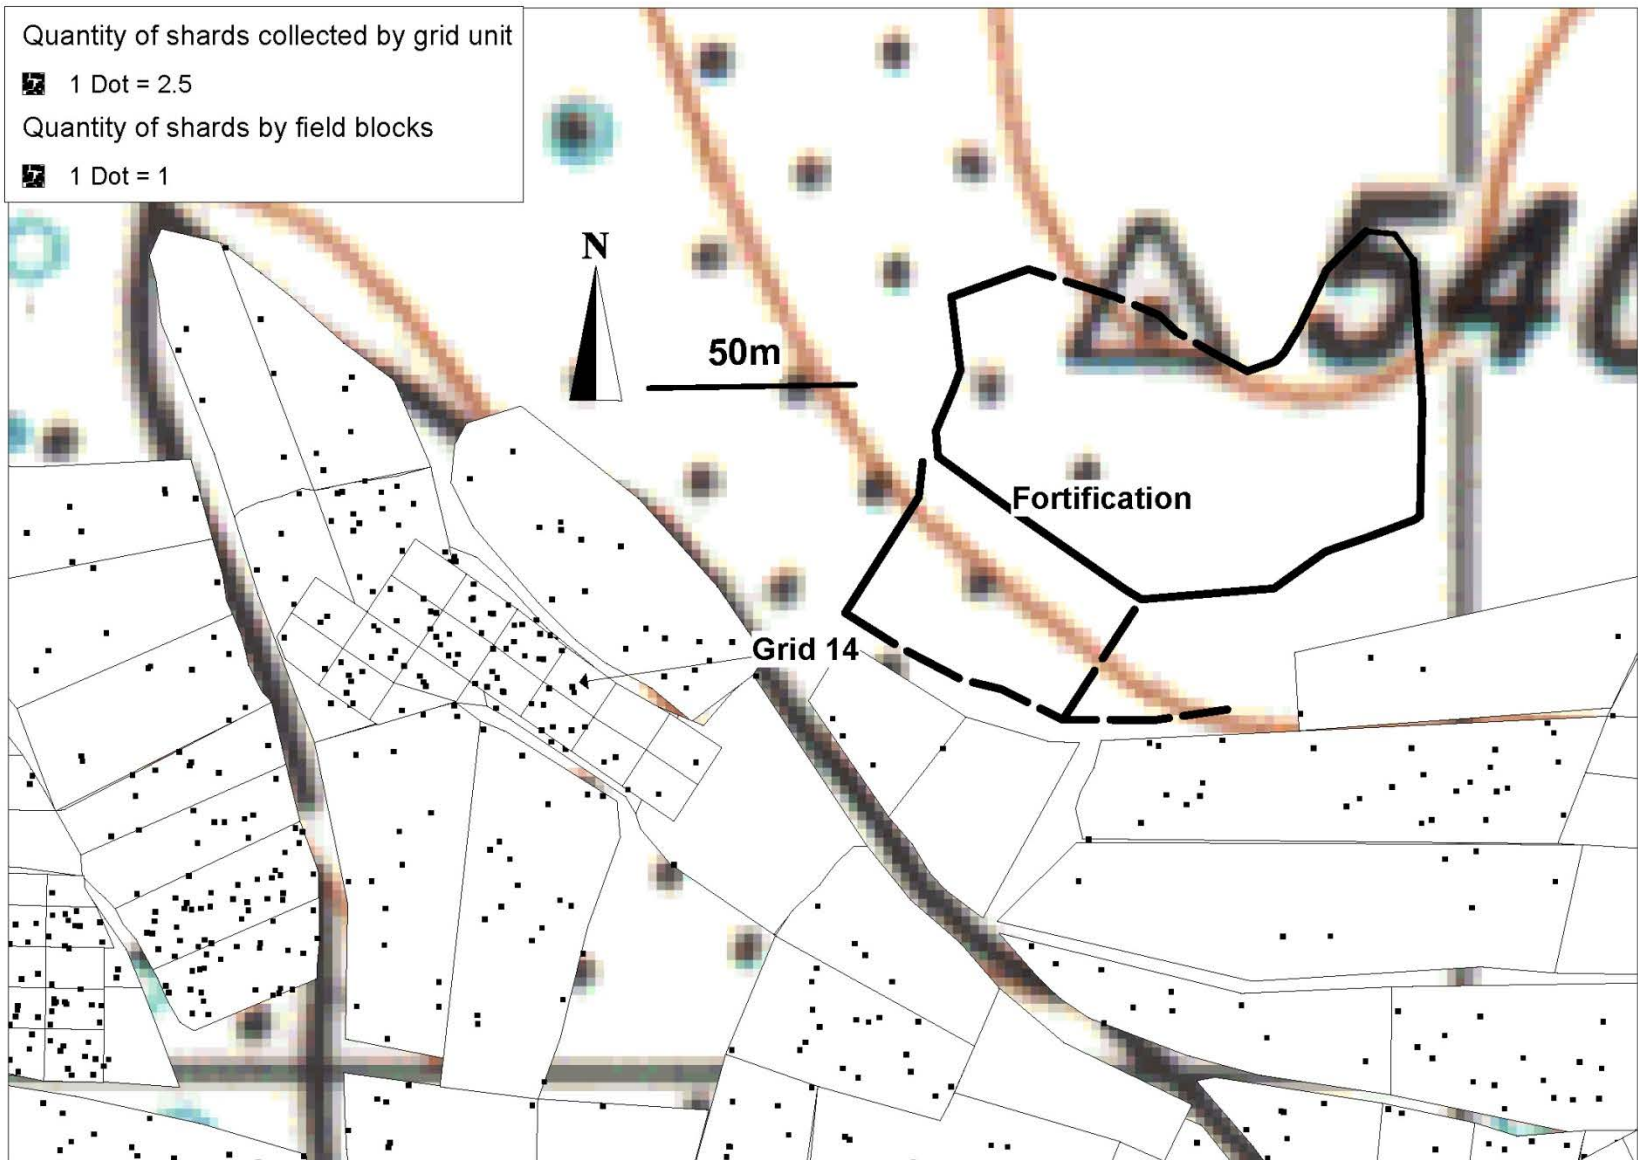 Quantity of shards collected by grid unit
1 Dot = 2.5
Quantity of shards by field blocks
1 Dot = 1
N
50m
540
Fortification
Grid 14